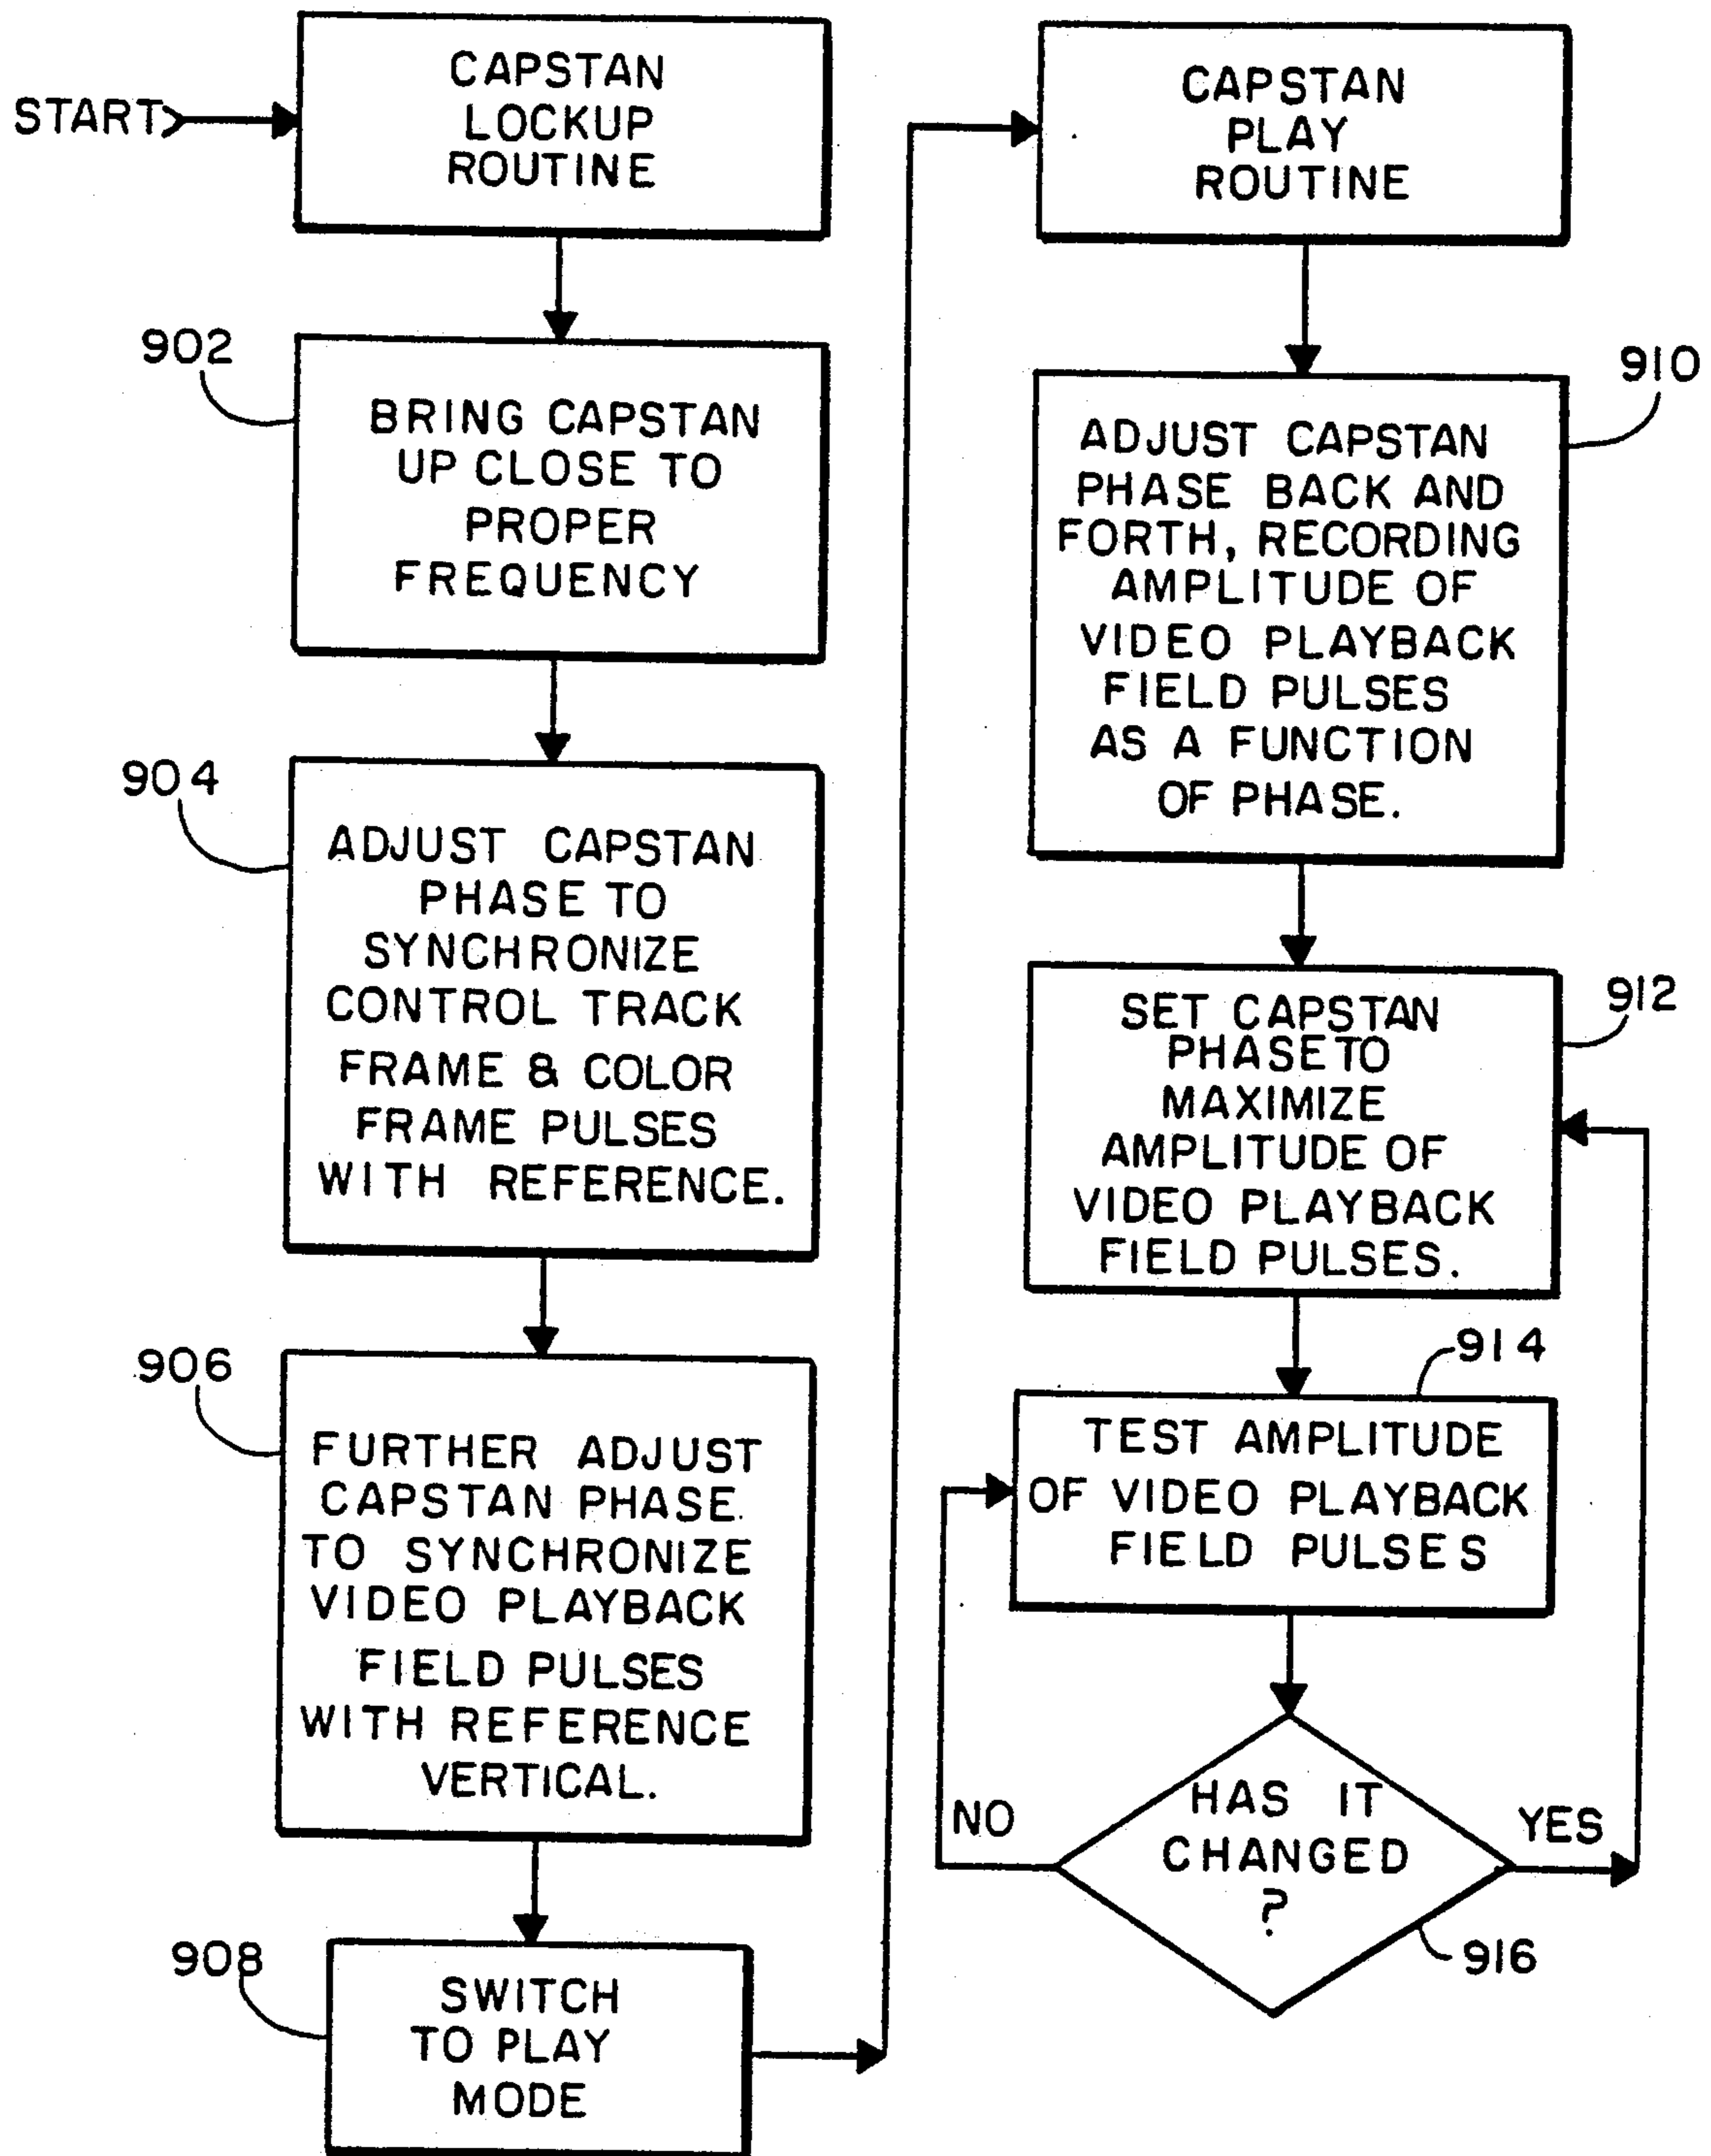 START
CAPSTAN
LOCKUP
ROUTINE
902
BRING CAPSTAN
UP CLOSE TO
PROPER
FREQUENCY
904
ADJUST CAPSTAN
PHASE TO
SYNCHRONIZE
CONTROL TRACK
FRAME & COLOR
FRAME PULSES
WITH REFERENCE.
906
FURTHER ADJUST
CAPSTAN PHASE
TO SYNCHRONIZE
VIDEO PLAYBACK
FIELD PULSES
WITH REFERENCE
VERTICAL.
908
SWITCH
TO PLAY
MODE
CAPSTAN
PLAY
ROUTINE
910
ADJUST CAPSTAN
PHASE BACK AND
FORTH, RECORDING
AMPLITUDE OF
VIDEO PLAYBACK
FIELD PULSES
AS A FUNCTION
OF PHASE.
912
SET CAPSTAN
PHASE TO
MAXIMIZE
AMPLITUDE OF
VIDEO PLAYBACK
FIELD PULSES.
914
TEST AMPLITUDE
OF VIDEO PLAYBACK
FIELD PULSES
HAS IT
CHANGED
?
NO
YES
916